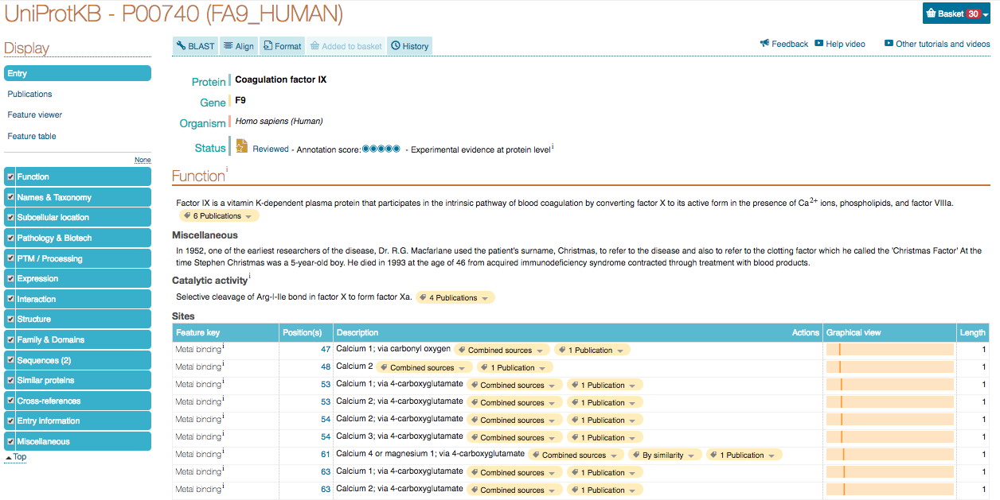 UniProtKB - P00740 (FA9_HUMAN)
Basket 30
Display
BLAST Align Format Added to basket History
Feedback Help video Other tutorials and videos
Entry
Publications
Feature viewer
Feature table
None
Function
Names & Taxonomy
Subcellular location
Pathology & Biotech
PTM / Processing
Expression
Interaction
Structure
Family & Domains
Sequences (2)
Similar proteins
Cross-references
Entry information
Miscellaneous
Top
Protein Coagulation factor IX
Gene F9
Organism Homo sapiens (Human)
Status Reviewed - Annotation score: - Experimental evidence at protein level i
Function i
Factor IX is a vitamin K-dependent plasma protein that participates in the intrinsic pathway of blood coagulation by converting factor X to its active form in the presence of Ca2+ ions, phospholipids, and factor VIIIa.
6 Publications
Miscellaneous
In 1952, one of the earliest researchers of the disease, Dr. R.G. Macfarlane used the patient's surname, Christmas, to refer to the disease and also to refer to the clotting factor which he called the 'Christmas Factor' At the
time Stephen Christmas was a 5-year-old boy. He died in 1993 at the age of 46 from acquired immunodeficiency syndrome contracted through treatment with blood products.
Catalytic activity i
Selective cleavage of Arg-|-Ile bond in factor X to form factor Xa. 4 Publications
Sites
Feature key Position(s) Description Actions Graphical view Length
Metal binding i 47 Calcium 1; via carbonyl oxygen Combined sources 1 Publication 1
Metal binding i 48 Calcium 2 Combined sources 1 Publication 1
Metal binding i 53 Calcium 1; via 4-carboxyglutamate Combined sources 1 Publication 1
Metal binding i 53 Calcium 2; via 4-carboxyglutamate Combined sources 1 Publication 1
Metal binding i 54 Calcium 2; via 4-carboxyglutamate Combined sources 1 Publication 1
Metal binding i 54 Calcium 3; via 4-carboxyglutamate Combined sources 1 Publication 1
Metal binding i 61 Calcium 4 or magnesium 1; via 4-carboxyglutamate Combined sources By similarity 1 Publication 1
Metal binding i 63 Calcium 1; via 4-carboxyglutamate Combined sources 1 Publication 1
Metal binding i 63 Calcium 2; via 4-carboxyglutamate Combined sources 1 Publication 1